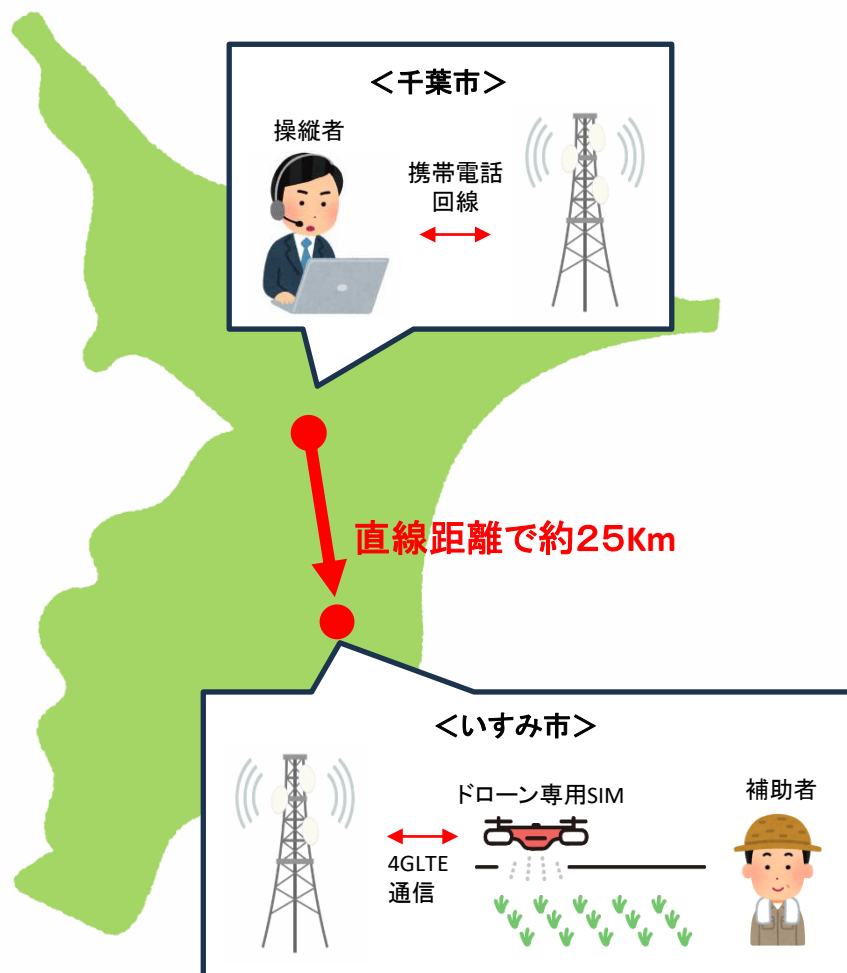 ＜千葉市＞
操縦者
携帯電話
回線
直線距離で約25Km
＜いすみ市＞
ドローン専用SIM
補助者
4GLTE
通信